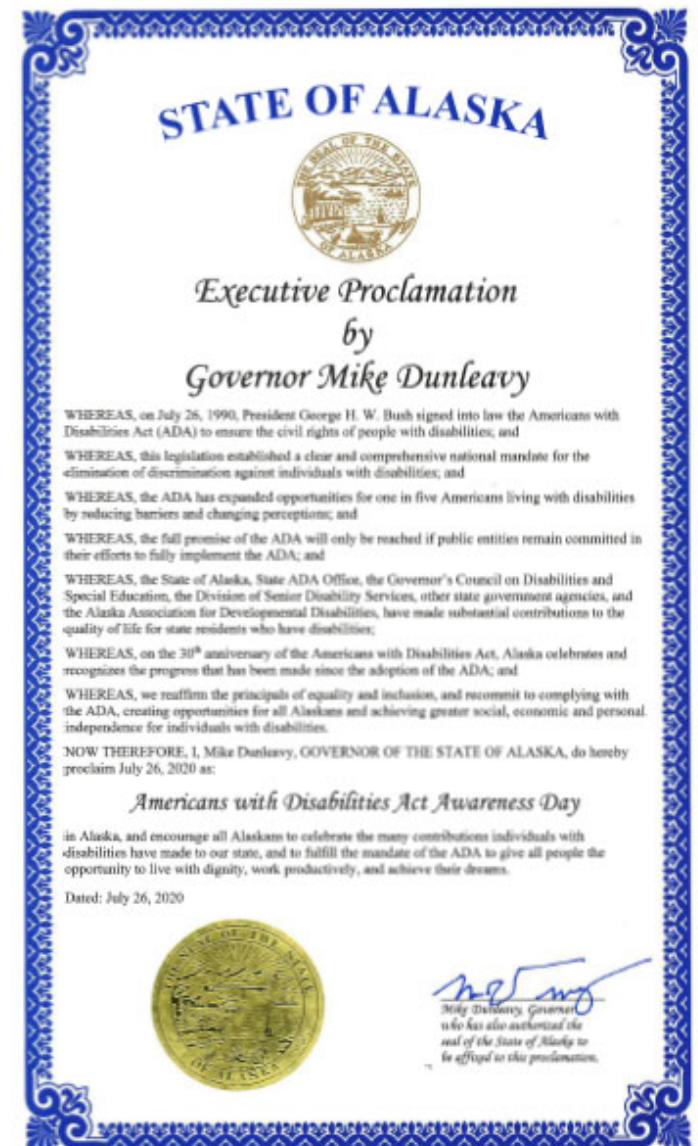 STATE OF ALASKA
THE SEAL OF THE STATE
OF ALASKA
Executive Proclamation
by
Governor Mike Dunleavy
WHEREAS, on July 26, 1990, President George H. W. Bush signed into law the Americans with
Disabilities Act (ADA) to ensure the civil rights of people with disabilities; and
WHEREAS, this legislation established a clear and comprehensive national mandate for the
elimination of discrimination against individuals with disabilities; and
WHEREAS, the ADA has expanded opportunities for one in five Americans living with disabilities
by reducing barriers and changing perceptions; and
WHEREAS, the full promise of the ADA will only be reached if public entities remain committed in
their efforts to fully implement the ADA; and
WHEREAS, the State of Alaska, State ADA Office, the Governor's Council on Disabilities and
Special Education, the Division of Senior Disability Services, other state government agencies, and
the Alaska Association for Developmental Disabilities, have made substantial contributions to the
quality of life for state residents who have disabilities;
WHEREAS, on the 30th anniversary of the Americans with Disabilities Act, Alaska celebrates and
recognizes the progress that has been made since the adoption of the ADA; and
WHEREAS, we reaffirm the principals of equality and inclusion, and recommit to complying with
the ADA, creating opportunities for all Alaskans and achieving greater social, economic and personal
independence for individuals with disabilities.
NOW THEREFORE, I, Mike Dunleavy, GOVERNOR OF THE STATE OF ALASKA, do hereby
proclaim July 26, 2020 as:
Americans with Disabilities Act Awareness Day
in Alaska, and encourage all Alaskans to celebrate the many contributions individuals with
disabilities have made to our state, and to fulfill the mandate of the ADA to give all people the
opportunity to live with dignity, work productively, and achieve their dreams.
Dated: July 26, 2020
THE SEAL OF THE STATE
OF ALASKA
Mike Dunleavy, Governor
who has also authorized the
seal of the State of Alaska to
be affixed to this proclamation.